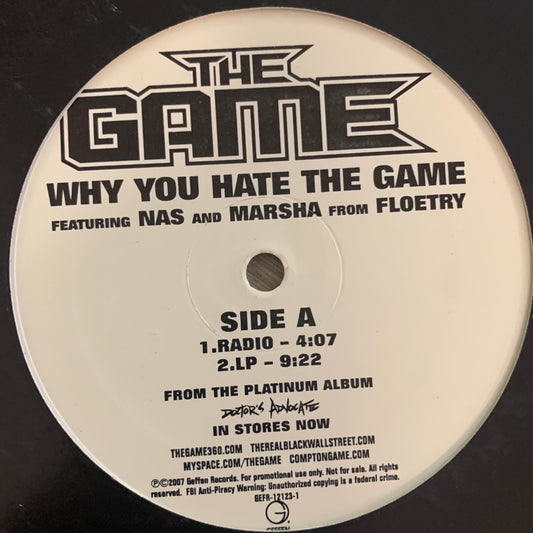 THE
GAME
WHY YOU HATE THE GAME
FEATURING NAS AND MARSHA FROM FLOETRY
SIDE A
1.RADIO – 4:07
2.LP – 9:22
FROM THE PLATINUM ALBUM
DOCTOR'S ADVOCATE
IN STORES NOW
THEGAME360.COM THEREALBLACKWALLSTREET.COM
MYSPACE.COM/THEGAME COMPTONGAME.COM
Ⓟ©2007 Geffen Records. For promotional use only. Not for sale. All rights
reserved. FBI Anti-Piracy Warning: Unauthorized copying is a federal crime.
GEFR-12123-1
G
GEFFEN